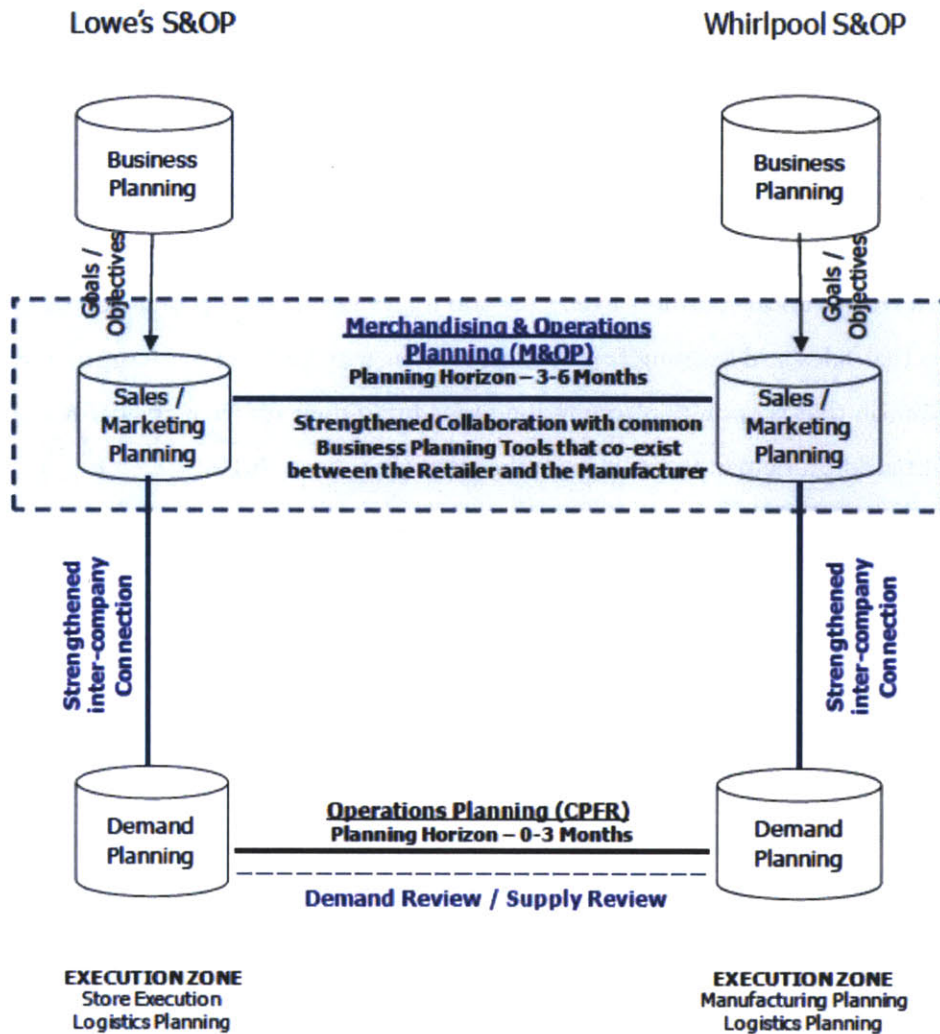 Lowe's S&OP
Whirlpool S&OP
Business
Planning
Business
Planning
Goals /
Objectives
Goals /
Objectives
Merchandising & Operations
Planning (M&OP)
Planning Horizon – 3-6 Months
Sales /
Marketing
Planning
Sales /
Marketing
Planning
Strengthened Collaboration with common
Business Planning Tools that co-exist
between the Retailer and the Manufacturer
Strengthened
inter-company
Connection
Strengthened
inter-company
Connection
Operations Planning (CPFR)
Planning Horizon – 0-3 Months
Demand
Planning
Demand
Planning
Demand Review / Supply Review
EXECUTION ZONE
Store Execution
Logistics Planning
EXECUTION ZONE
Manufacturing Planning
Logistics Planning